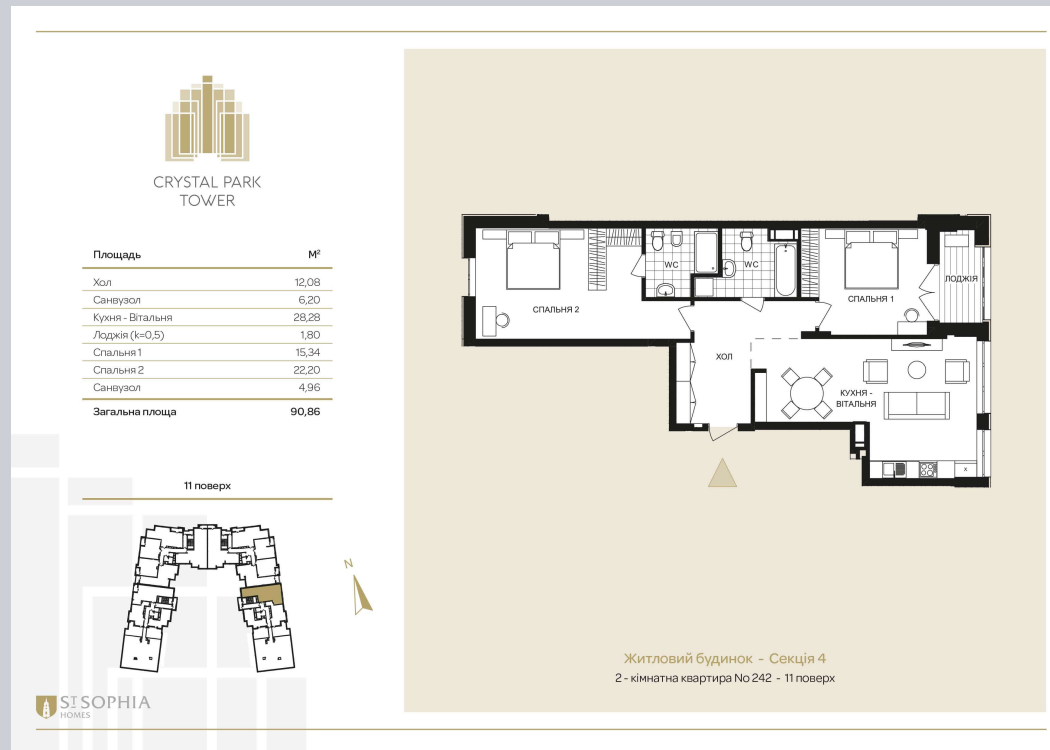 CRYSTAL PARK
TOWER
Площадь М²
Хол 12,08
Санвузол 6,20
Кухня - Вітальня 28,28
Лоджія (k=0,5) 1,80
Спальня 1 15,34
Спальня 2 22,20
Санвузол 4,96
Загальна площа 90,86
11 поверх
N
ST SOPHIA
HOMES
WC
WC
СПАЛЬНЯ 2
СПАЛЬНЯ 1
ЛОДЖІЯ
ХОЛ
КУХНЯ -
ВІТАЛЬНЯ
x
Житловий будинок - Секція 4
2 - кімнатна квартира No 242 - 11 поверх